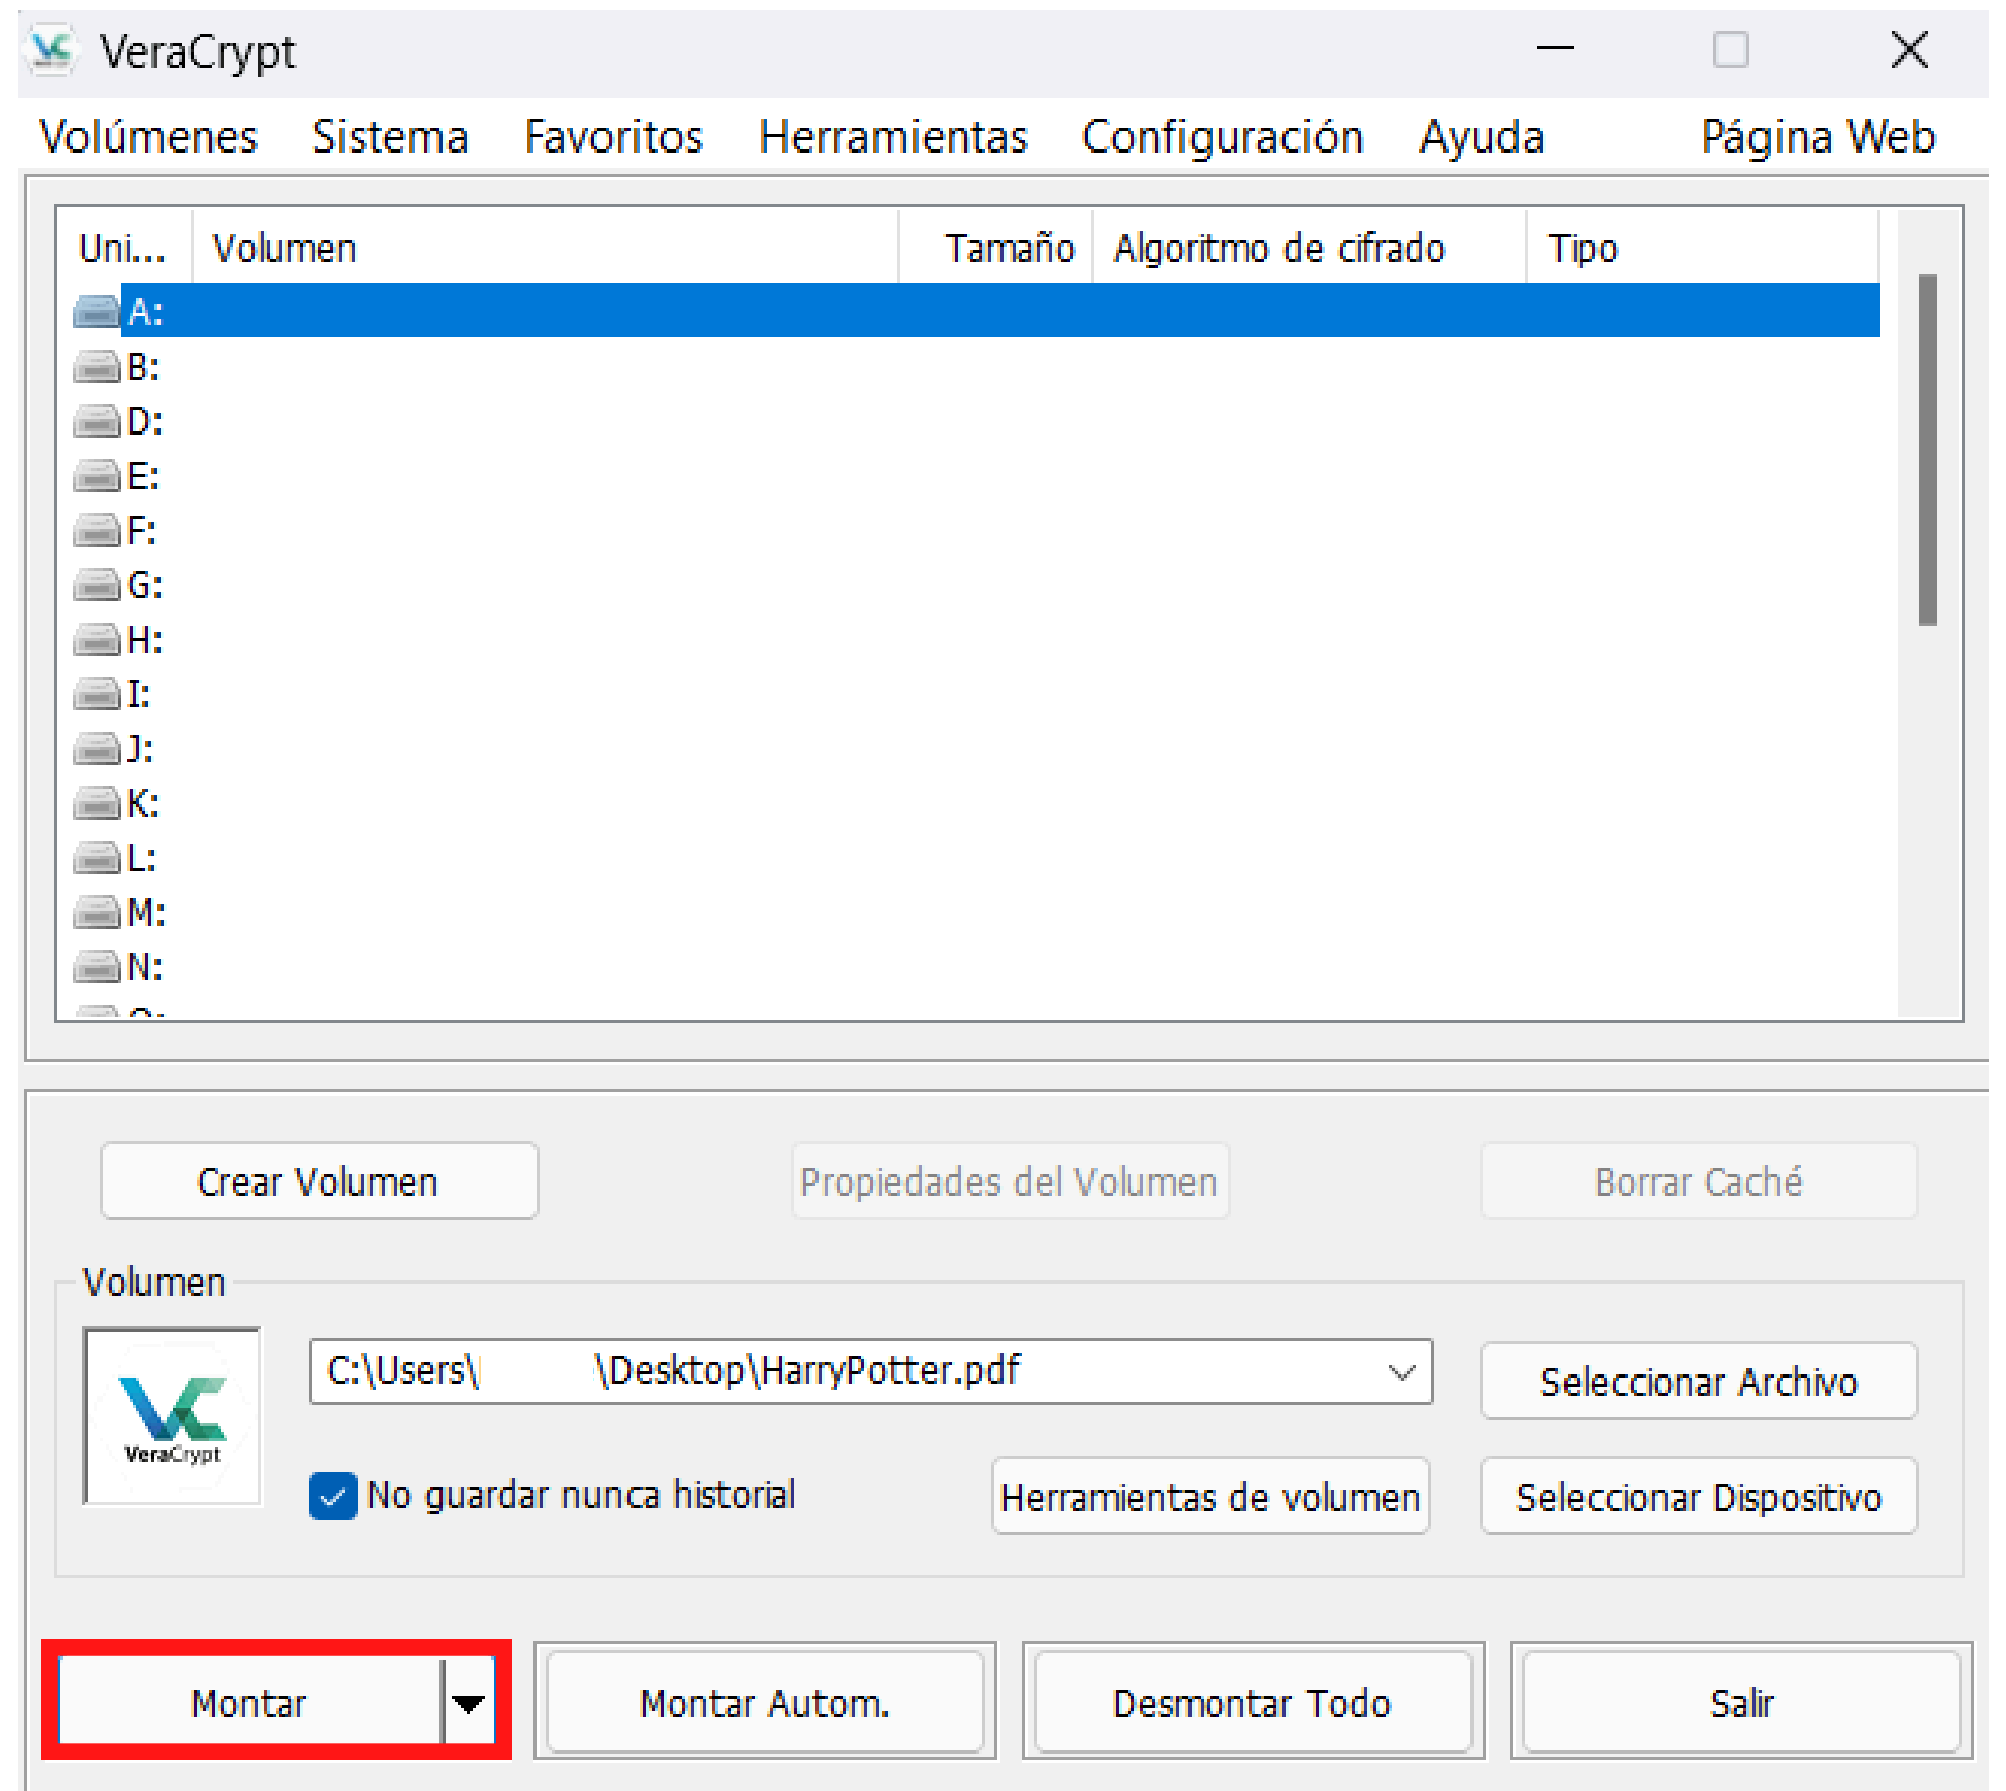 VeraCrypt
Volúmenes Sistema Favoritos Herramientas Configuración Ayuda Página Web
Uni... Volumen Tamaño Algoritmo de cifrado Tipo
A:
B:
D:
E:
F:
G:
H:
I:
J:
K:
L:
M:
N:
Crear Volumen Propiedades del Volumen Borrar Caché
Volumen
C:\Users\ \Desktop\HarryPotter.pdf Seleccionar Archivo
VeraCrypt
No guardar nunca historial Herramientas de volumen Seleccionar Dispositivo
Montar Montar Autom. Desmontar Todo Salir